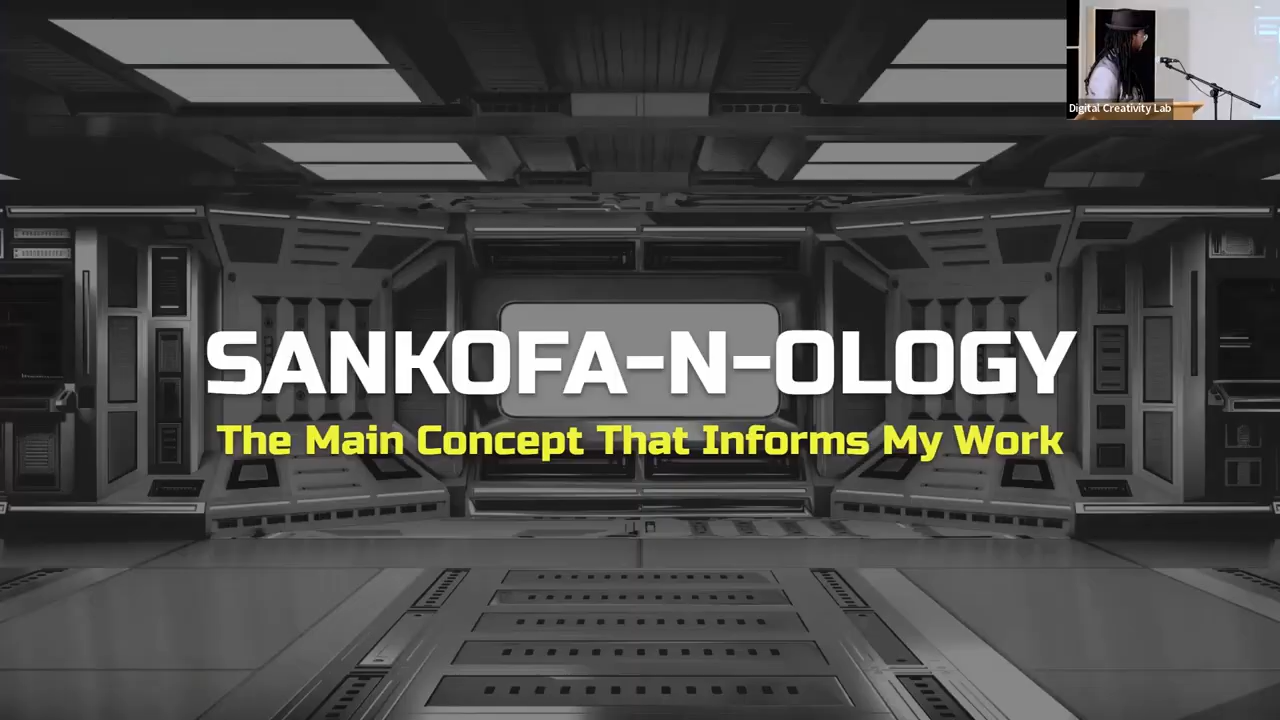 Digital Creativity Lab
SANKOFA-N-OLOGY
The Main Concept That Informs My Work